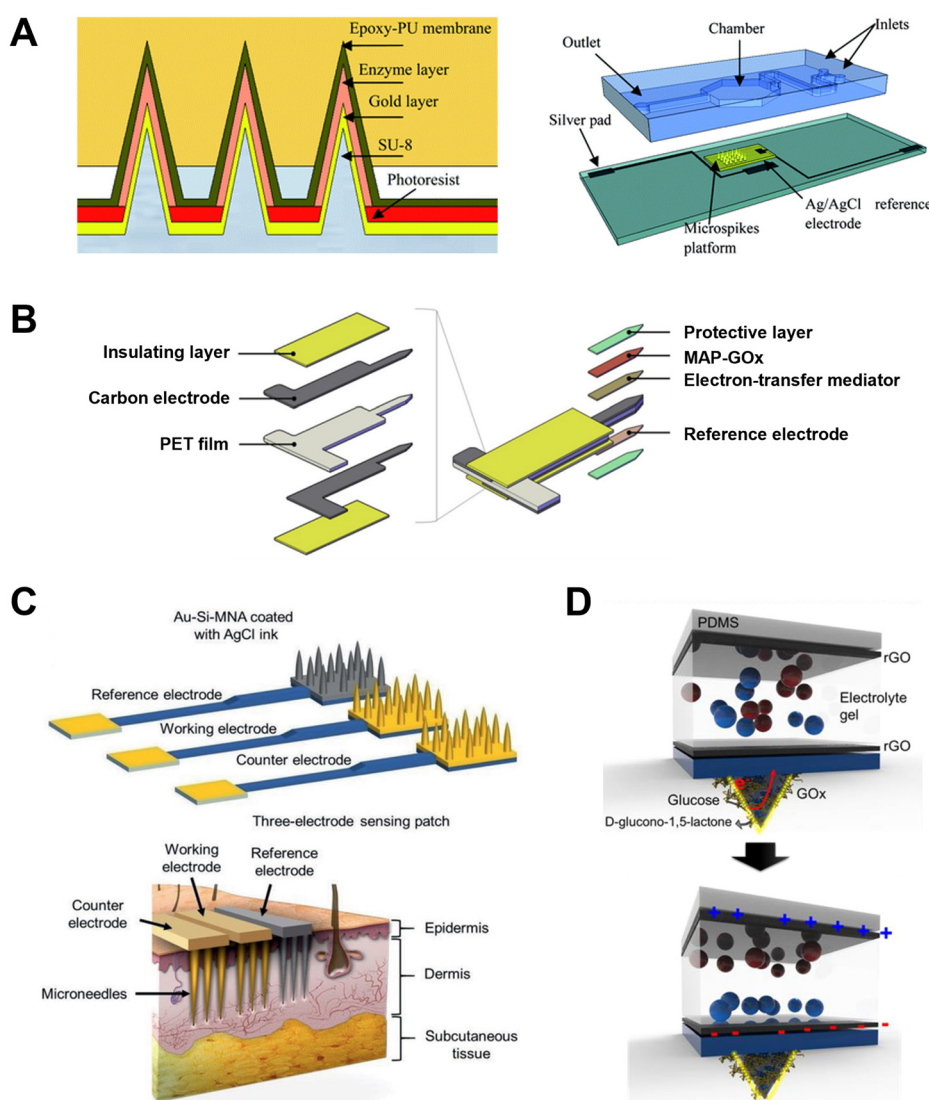 A
Epoxy-PU membrane
Enzyme layer
Gold layer
SU-8
Photoresist
Outlet
Chamber
Inlets
Silver pad
Microspikes
platform
Ag/AgCl reference
electrode
B
Insulating layer
Carbon electrode
PET film
Protective layer
MAP-GOx
Electron-transfer mediator
Reference electrode
C
Au-Si-MNA coated
with AgCl ink
Reference electrode
Working electrode
Counter electrode
Three-electrode sensing patch
Working
electrode
Reference
electrode
Counter
electrode
Microneedles
Epidermis
Dermis
Subcutaneous
tissue
D
PDMS
rGO
Electrolyte
gel
rGO
GOx
Glucose
D-glucono-1,5-lactone
+ + + + + + +
- - - - - - -